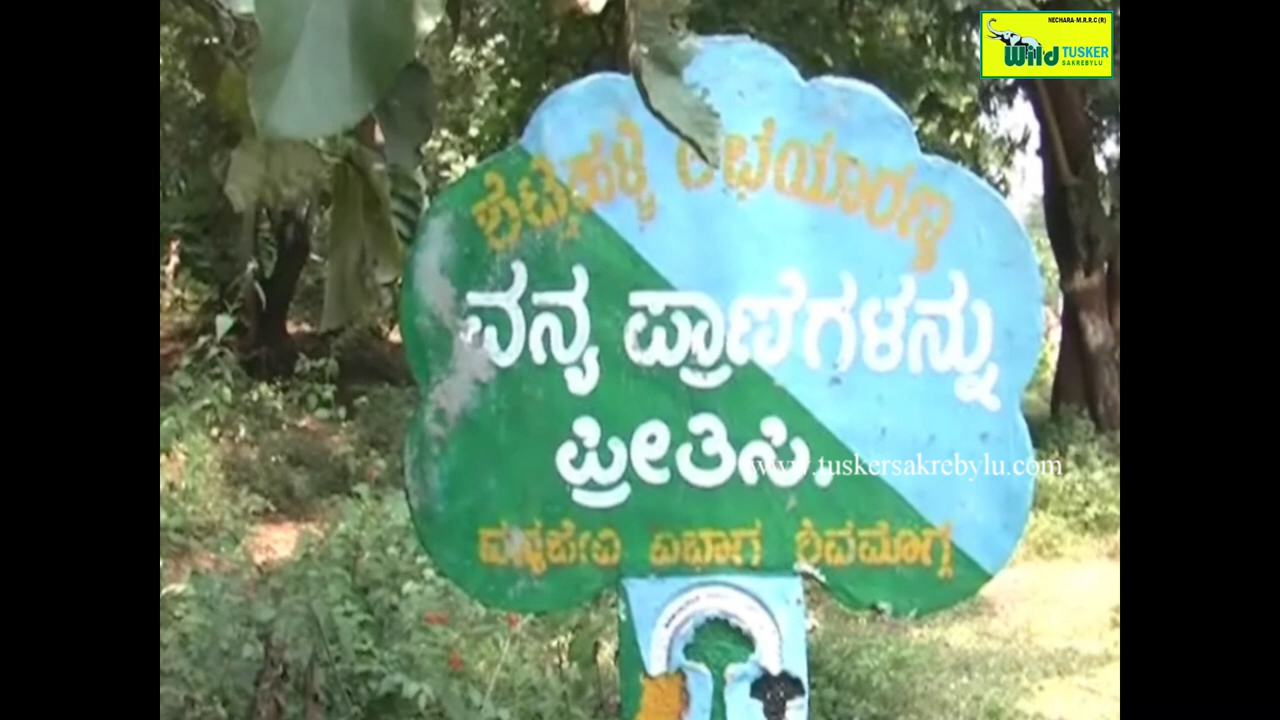 NECHARA-M.R.R.C (R)
Wild TUSKER
SAKREBYLU
ಶೆಟ್ಟಿಹಳ್ಳಿ ಅಭಯಾರಣ್ಯ
ವನ್ಯ ಪ್ರಾಣಿಗಳನ್ನು
ಪ್ರೀತಿಸಿ.
www.tuskersakrebylu.com
ವನ್ಯಜೀವಿ ವಿಭಾಗ ಶಿವಮೊಗ್ಗ